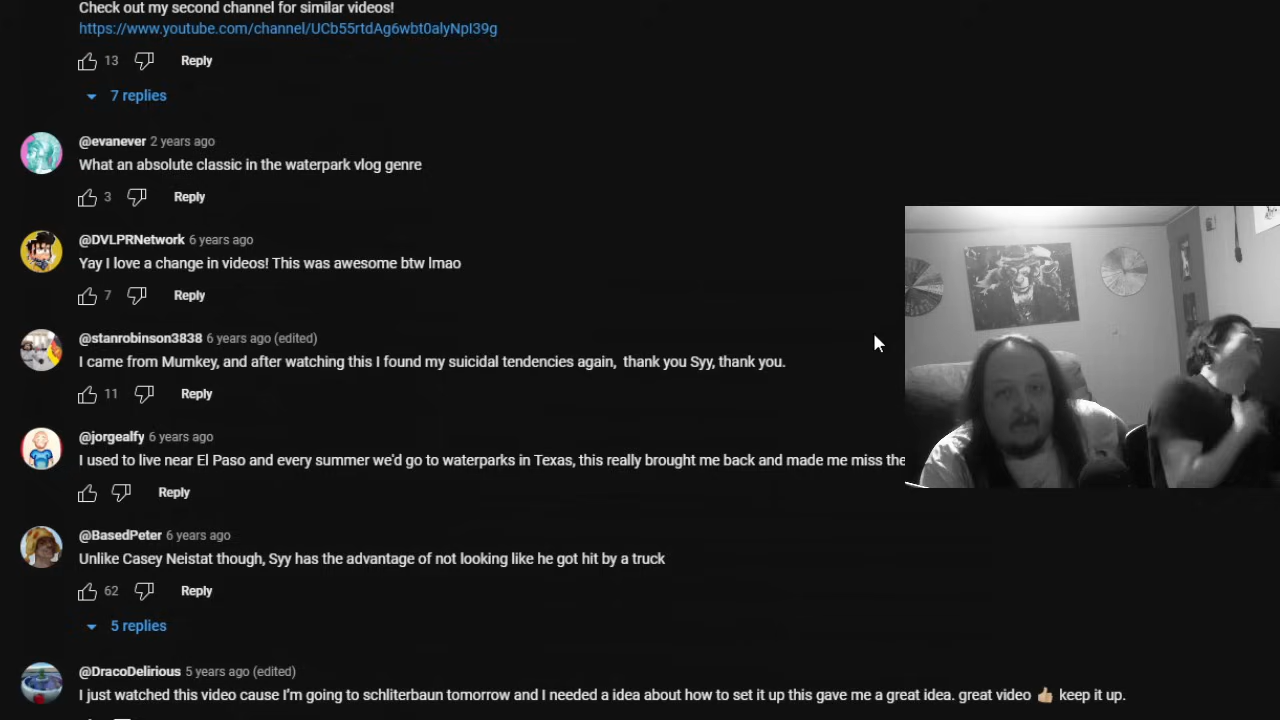 Check out my second channel for similar videos!
https://www.youtube.com/channel/UCb55rtdAg6wbt0alyNpI39g
13 Reply
7 replies
@evanever 2 years ago
What an absolute classic in the waterpark vlog genre
3 Reply
@DVLPRNetwork 6 years ago
Yay I love a change in videos! This was awesome btw lmao
7 Reply
@stanrobinson3838 6 years ago (edited)
I came from Mumkey, and after watching this I found my suicidal tendencies again, thank you Syy, thank you.
11 Reply
@jorgealfy 6 years ago
I used to live near El Paso and every summer we'd go to waterparks in Texas, this really brought me back and made me miss the
Reply
@BasedPeter 6 years ago
Unlike Casey Neistat though, Syy has the advantage of not looking like he got hit by a truck
62 Reply
5 replies
@DracoDelirious 5 years ago (edited)
I just watched this video cause I'm going to schliterbaun tomorrow and I needed a idea about how to set it up this gave me a great idea. great video 👍 keep it up.